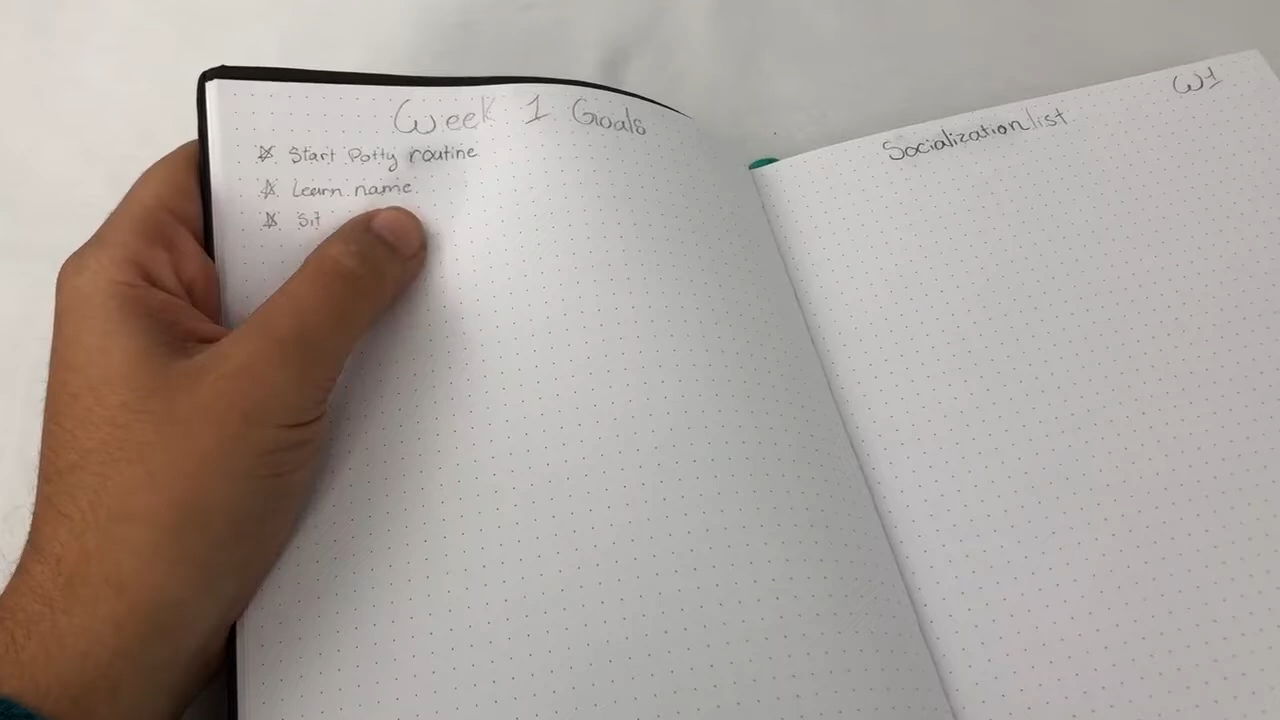 Week 1 Goals
Start Potty routine
Learn name.
Sit
W1
Socialization list